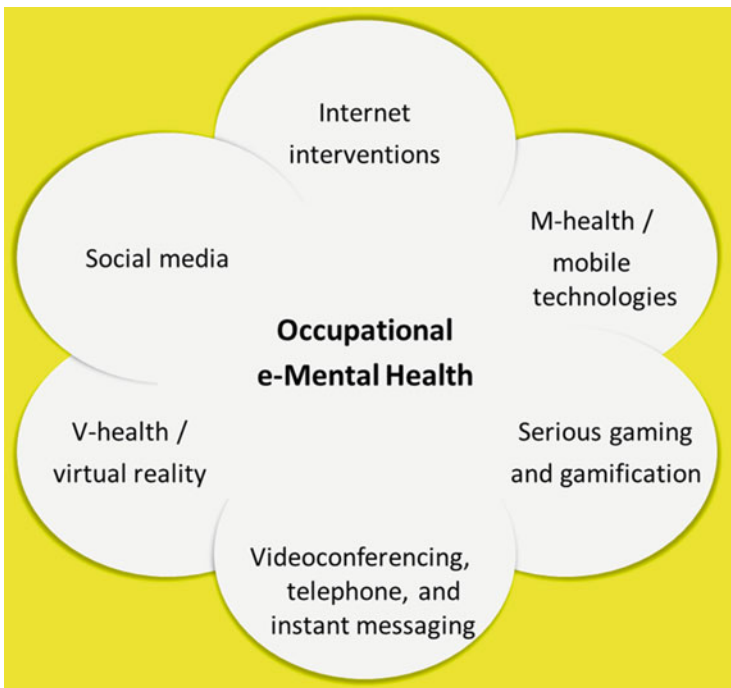 Internet
interventions
M-health /
mobile
technologies
Social media
Occupational
e-Mental Health
V-health /
virtual reality
Serious gaming
and gamification
Videoconferencing,
telephone, and
instant messaging